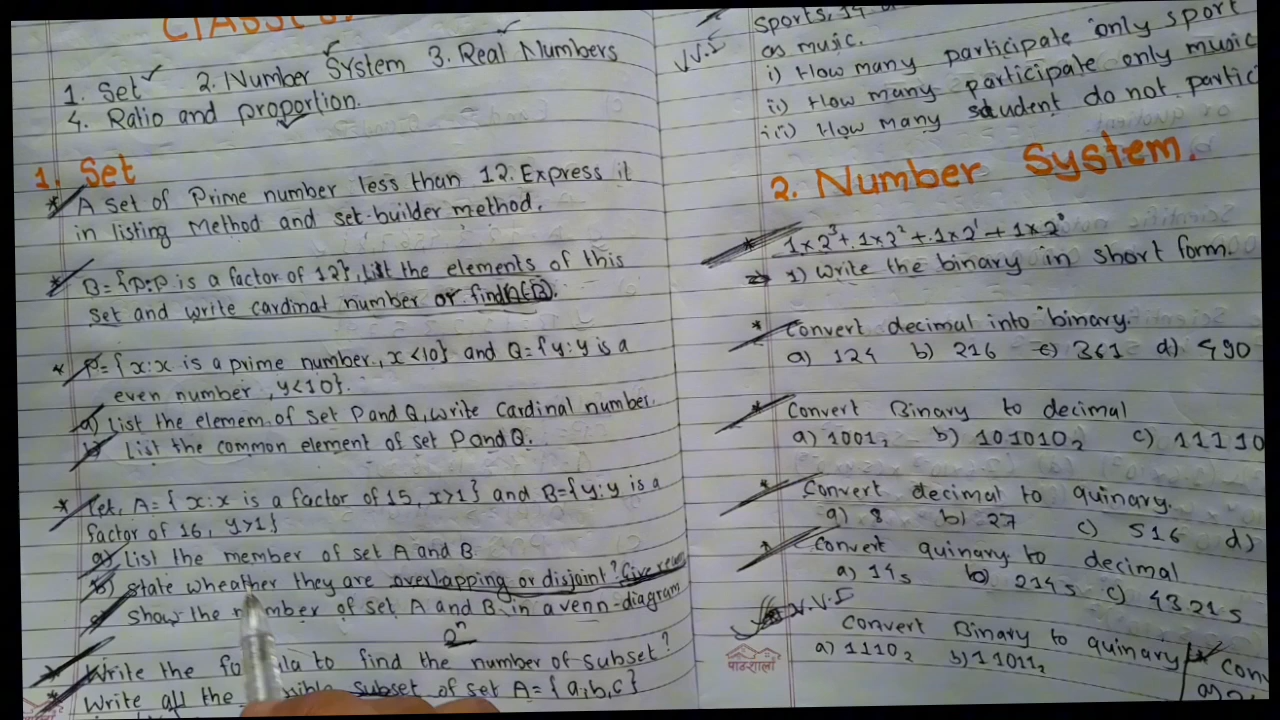 1. Set 2. Number System 3. Real Numbers
4. Ratio and proportion.
1. Set
* A set of Prime number less than 12. Express it
in listing Method and set-builder method.
* B= {P:P is a factor of 12}, List the elements of this
set and write cardinal number or find n(B).
* P= {x:x is a prime number, x<10} and Q= {y:y is a
even number, y<10}.
a) List the elemem. of set P and Q, write Cardinal number.
b) List the common element of set P and Q.
* Let, A= { x:x is a factor of 15, x>1} and B={y:y is a
factor of 16, y>1}
a) List the member of set A and B.
b) state wheather they are overlapping or disjoint? Give
c) Show the number of set A and B in a venn-diagram
2ⁿ
* Write the to find the number of subset?
* Write all the subset of set A= { a,b,c}
Sports, 14
V.V.I as music.
i) How many participate only sport
ii) How many participate only music
iii) How many student do not partic
2. Number System.
* 1×2³+ 1×2² + 1×2¹ + 1×2⁰
⇒ 1) Write the binary in short form.
* Convert decimal into binary.
a) 124 b) 216 c) 361 d) 490
* Convert Binary to decimal
a) 1001₂ b) 101010₂ c) 11110
* Convert decimal to quinary.
a) 8 b) 27 c) 516 d)
* Convert quinary to decimal
a) 14₅ b) 214₅ c) 4321₅
V.V.I
Convert Binary to quinary
a) 1110₂ b) 11011₂
* Con
a)
पाठशाला